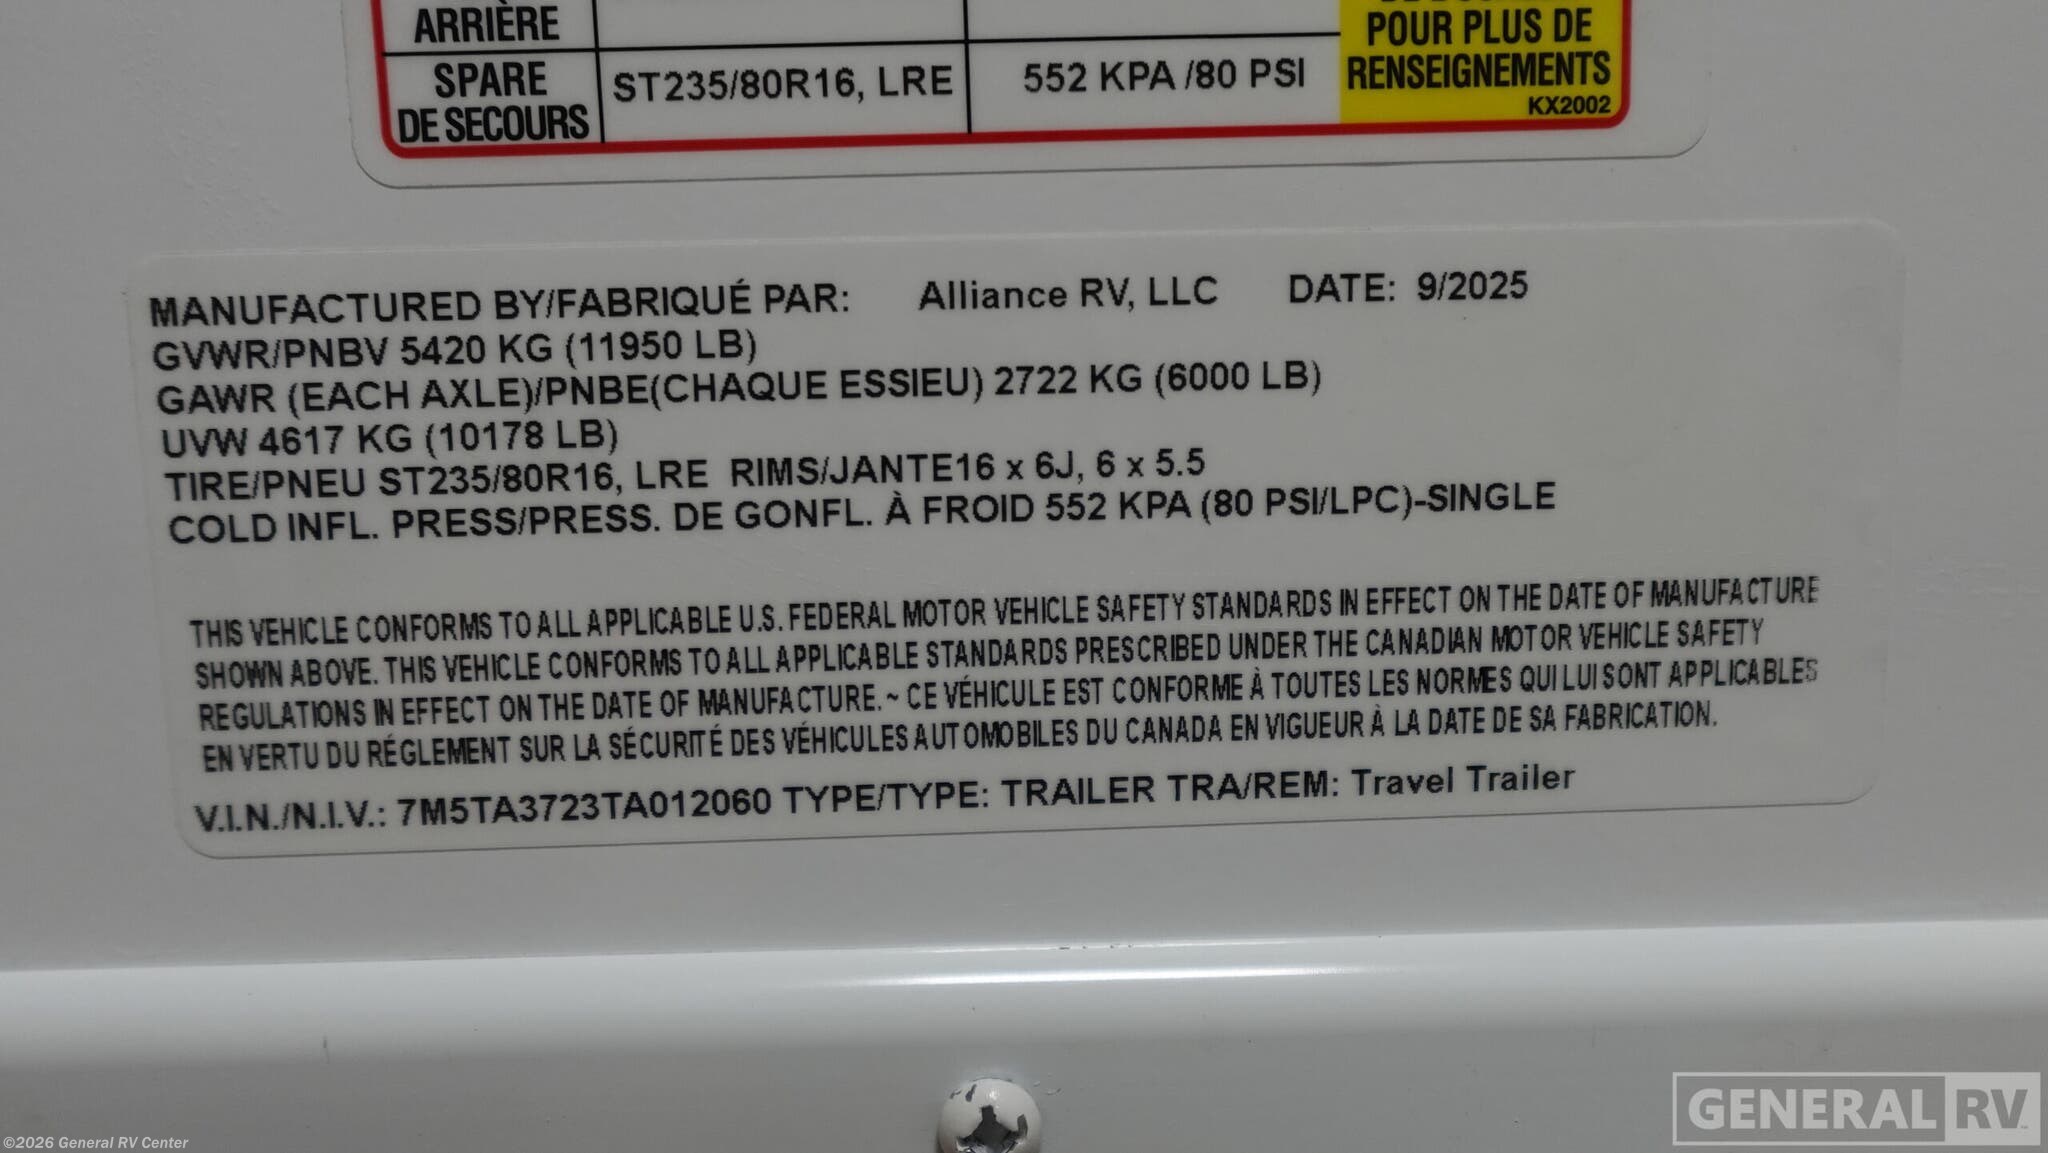 ARRIÈRE
POUR PLUS DE
RENSEIGNEMENTS
KX2002
SPARE
DE SECOURS
ST235/80R16, LRE
552 KPA /80 PSI
MANUFACTURED BY/FABRIQUÉ PAR: Alliance RV, LLC DATE: 9/2025
GVWR/PNBV 5420 KG (11950 LB)
GAWR (EACH AXLE)/PNBE(CHAQUE ESSIEU) 2722 KG (6000 LB)
UVW 4617 KG (10178 LB)
TIRE/PNEU ST235/80R16, LRE RIMS/JANTE16 x 6J, 6 x 5.5
COLD INFL. PRESS/PRESS. DE GONFL. À FROID 552 KPA (80 PSI/LPC)-SINGLE
THIS VEHICLE CONFORMS TO ALL APPLICABLE U.S. FEDERAL MOTOR VEHICLE SAFETY STANDARDS IN EFFECT ON THE DATE OF MANUFACTURE
SHOWN ABOVE. THIS VEHICLE CONFORMS TO ALL APPLICABLE STANDARDS PRESCRIBED UNDER THE CANADIAN MOTOR VEHICLE SAFETY
REGULATIONS IN EFFECT ON THE DATE OF MANUFACTURE. ~ CE VÉHICULE EST CONFORME À TOUTES LES NORMES QUI LUI SONT APPLICABLES
EN VERTU DU RÉGLEMENT SUR LA SÉCURITÉ DES VÉHICULES AUTOMOBILES DU CANADA EN VIGUEUR À LA DATE DE SA FABRICATION.
V.I.N./N.I.V.: 7M5TA3723TA012060 TYPE/TYPE: TRAILER TRA/REM: Travel Trailer
GENERAL RV
©2026 General RV Center